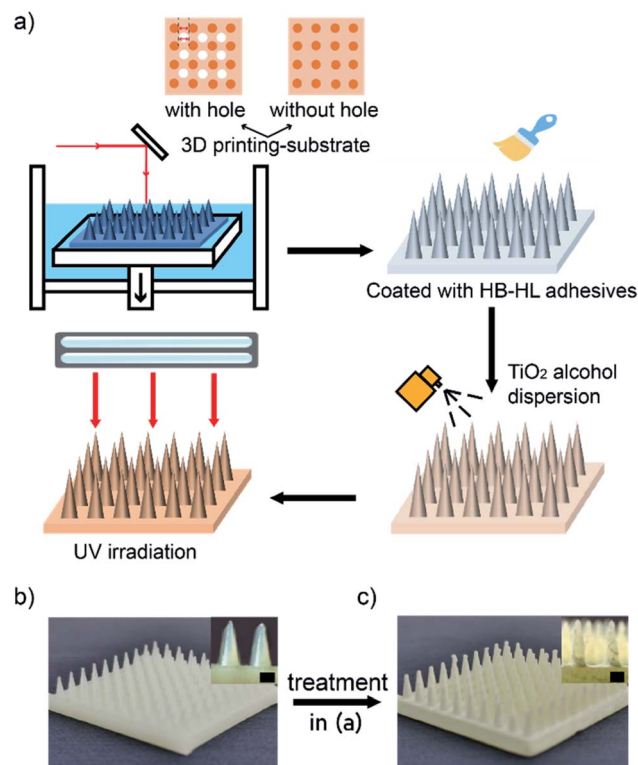 a)
with hole
without hole
3D printing-substrate
Coated with HB-HL adhesives
TiO₂ alcohol
dispersion
UV irradiation
b)
c)
treatment
in (a)